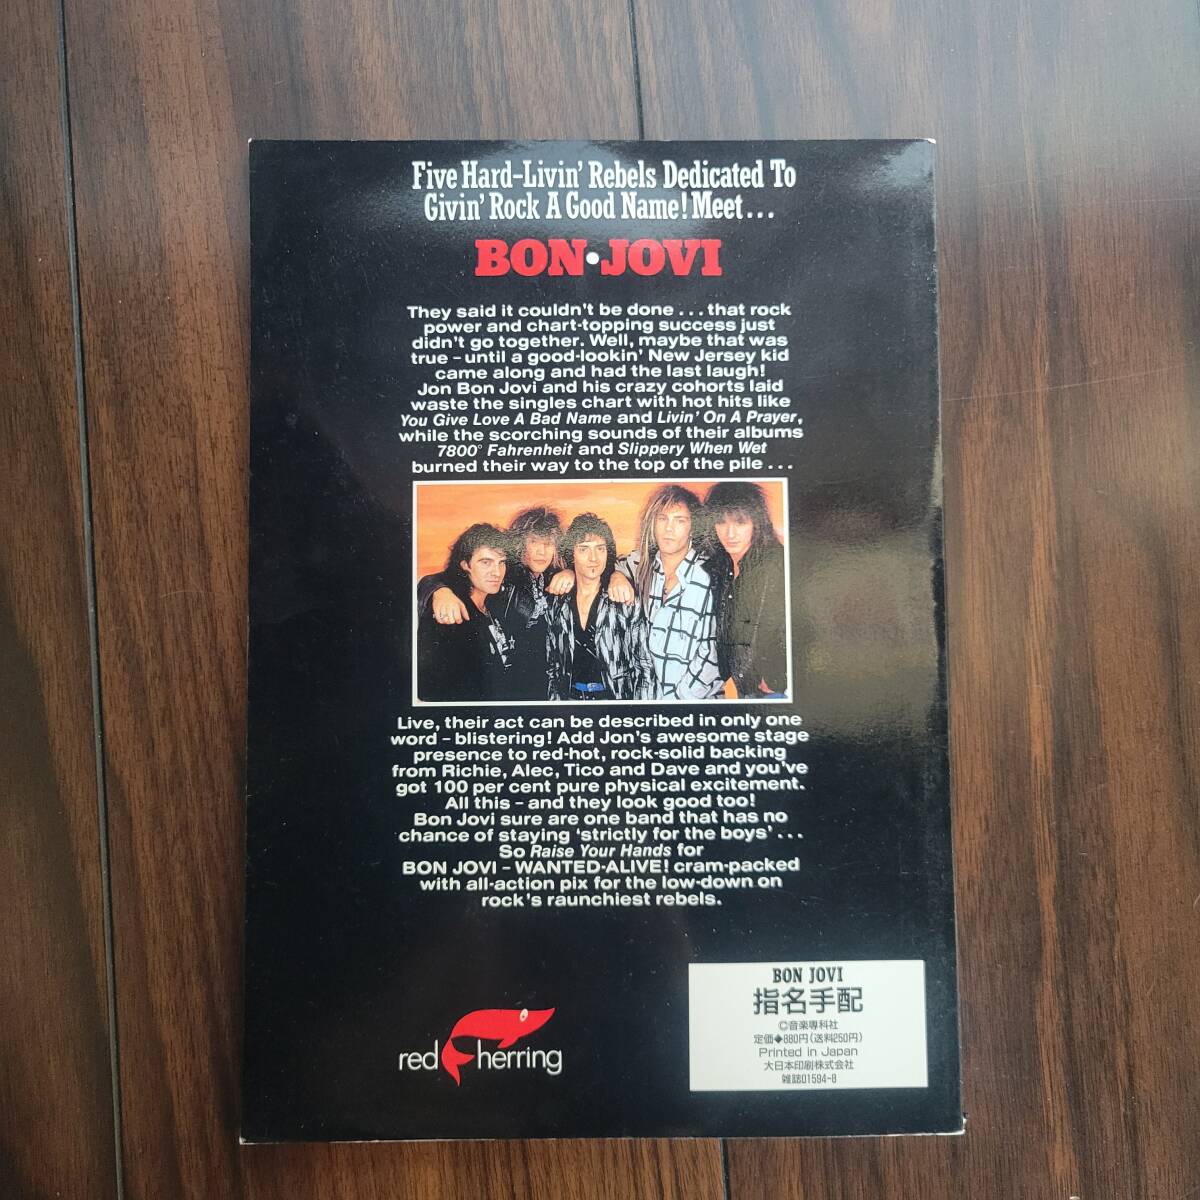 Five Hard-Livin' Rebels Dedicated To
Givin' Rock A Good Name! Meet...
BON•JOVI
They said it couldn't be done ... that rock
power and chart-topping success just
didn't go together. Well, maybe that was
true – until a good-lookin' New Jersey kid
came along and had the last laugh!
Jon Bon Jovi and his crazy cohorts laid
waste the singles chart with hot hits like
You Give Love A Bad Name and Livin' On A Prayer,
while the scorching sounds of their albums
7800° Fahrenheit and Slippery When Wet
burned their way to the top of the pile ...
Live, their act can be described in only one
word – blistering! Add Jon's awesome stage
presence to red-hot, rock-solid backing
from Richie, Alec, Tico and Dave and you've
got 100 per cent pure physical excitement.
All this – and they look good too!
Bon Jovi sure are one band that has no
chance of staying 'strictly for the boys' ...
So Raise Your Hands for
BON JOVI – WANTED-ALIVE! cram-packed
with all-action pix for the low-down on
rock's raunchiest rebels.
red herring
BON JOVI
指名手配
©音楽専科社
定価◆880円(送料250円)
Printed in Japan
大日本印刷株式会社
雑誌01594-8